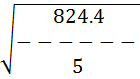 √
824.4
- - - - - -
5